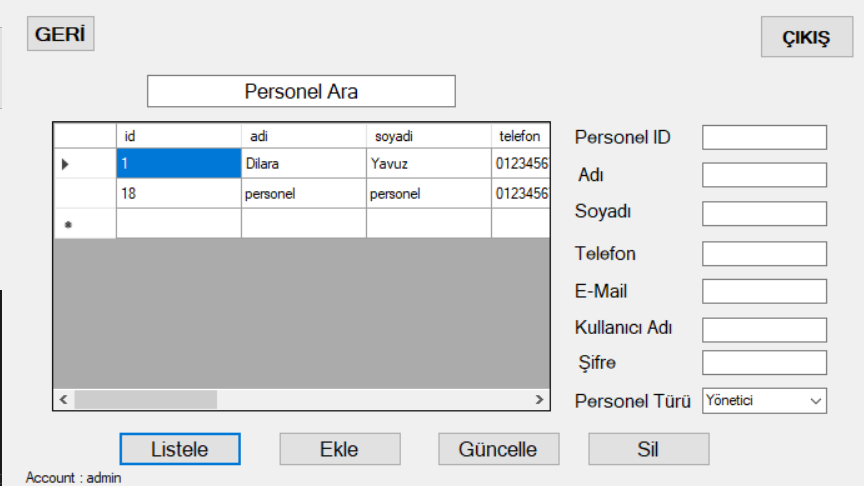 GERİ
ÇIKIŞ
Personel Ara
id adi soyadi telefon
1 Dilara Yavuz 0123456
18 personel personel 0123456
Personel ID
Adı
Soyadı
Telefon
E-Mail
Kullanıcı Adı
Şifre
Personel Türü Yönetici
Listele Ekle Güncelle Sil
Account : admin